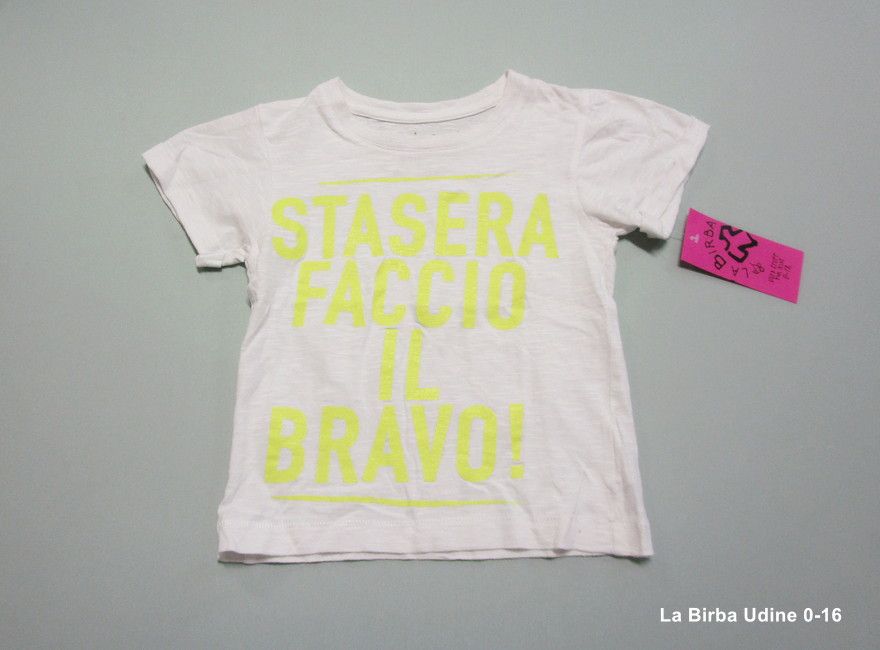 STASERA
FACCIO
IL
BRAVO!
LA BIRBA
La Birba Udine 0-16